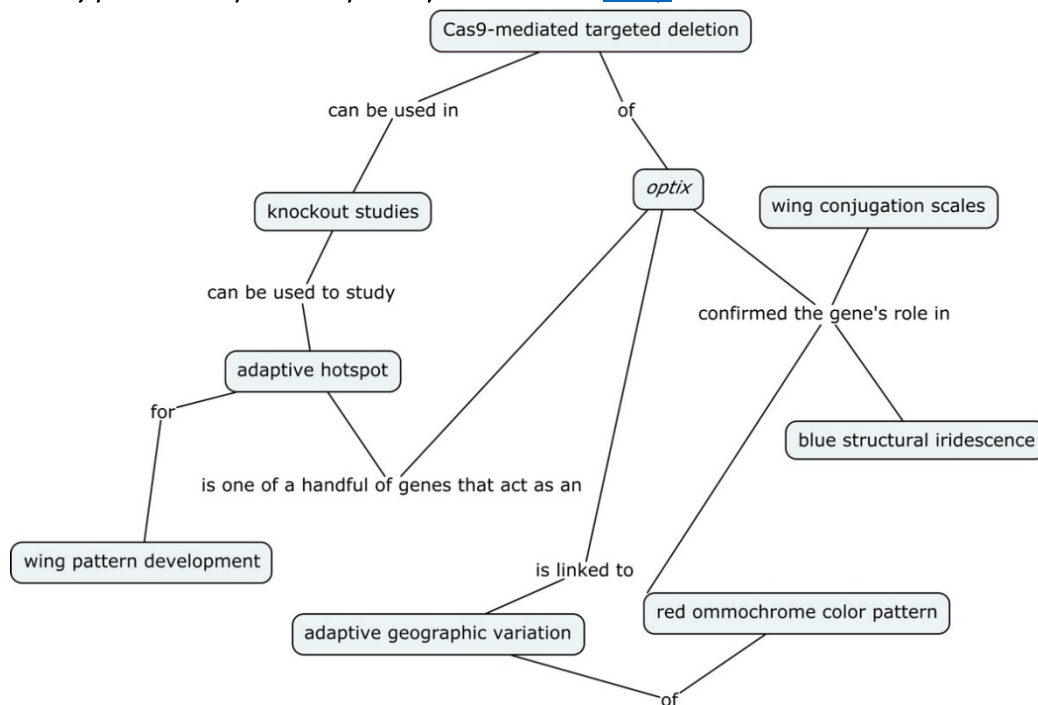 Cas9-mediated targeted deletion
can be used in
of
optix
wing conjugation scales
knockout studies
can be used to study
confirmed the gene's role in
adaptive hotspot
for
blue structural iridescence
is one of a handful of genes that act as an
wing pattern development
is linked to
red ommochrome color pattern
adaptive geographic variation
of